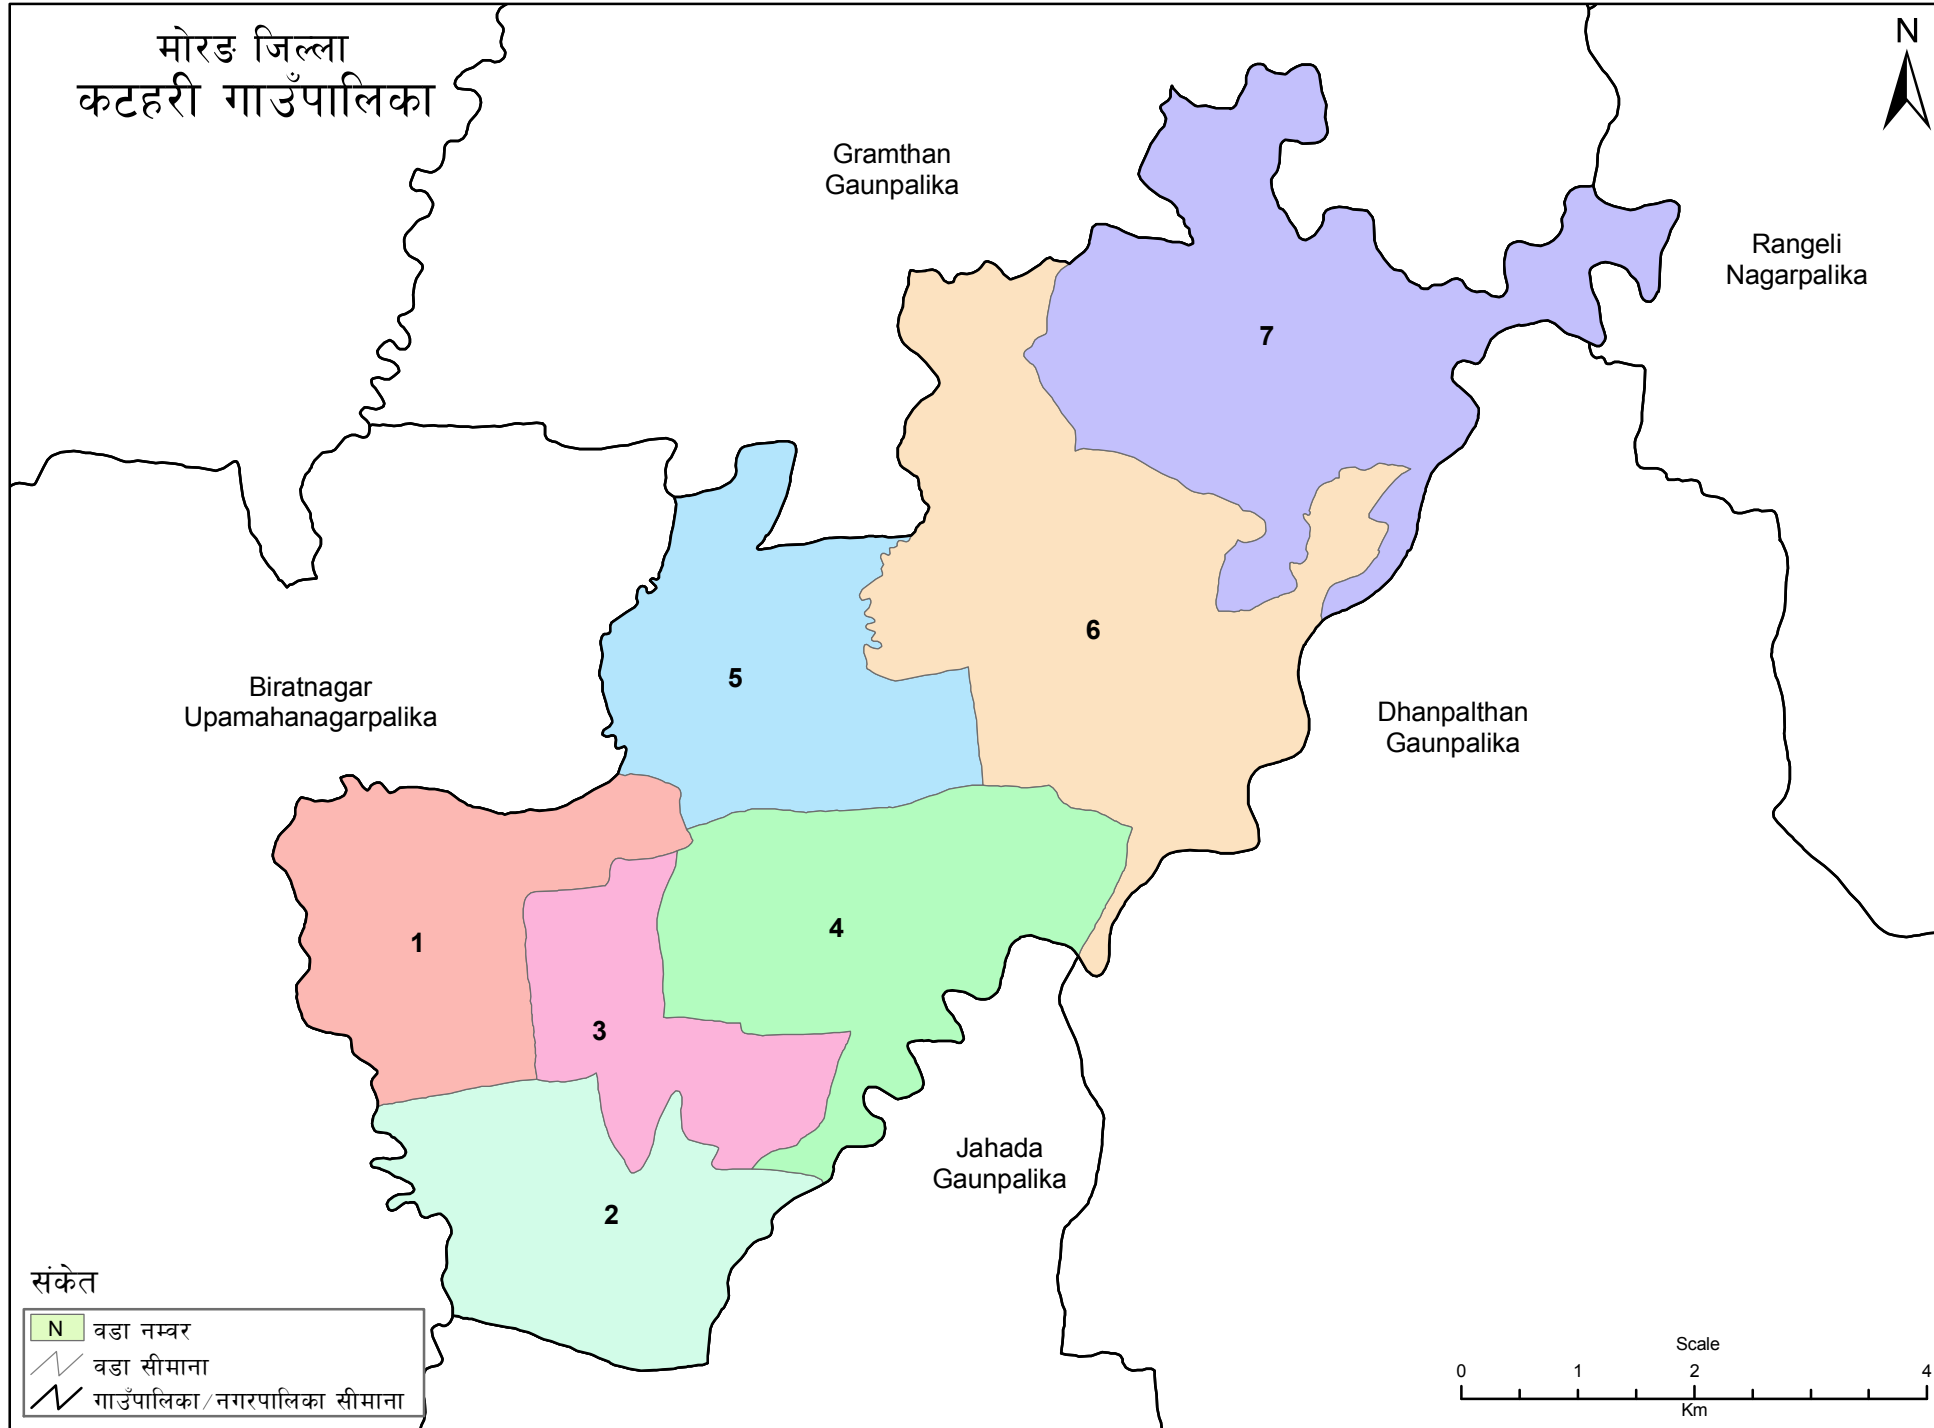 मोरङ जिल्ला
कटहरी गाउँपालिका
N
Gramthan
Gaunpalika
Rangeli
Nagarpalika
7
6
5
Biratnagar
Upamahanagarpalika
Dhanpalthan
Gaunpalika
4
1
3
Jahada
Gaunpalika
2
संकेत
N वडा नम्वर
वडा सीमाना
गाउँपालिका/नगरपालिका सीमाना
Scale
0 1 2 4
Km